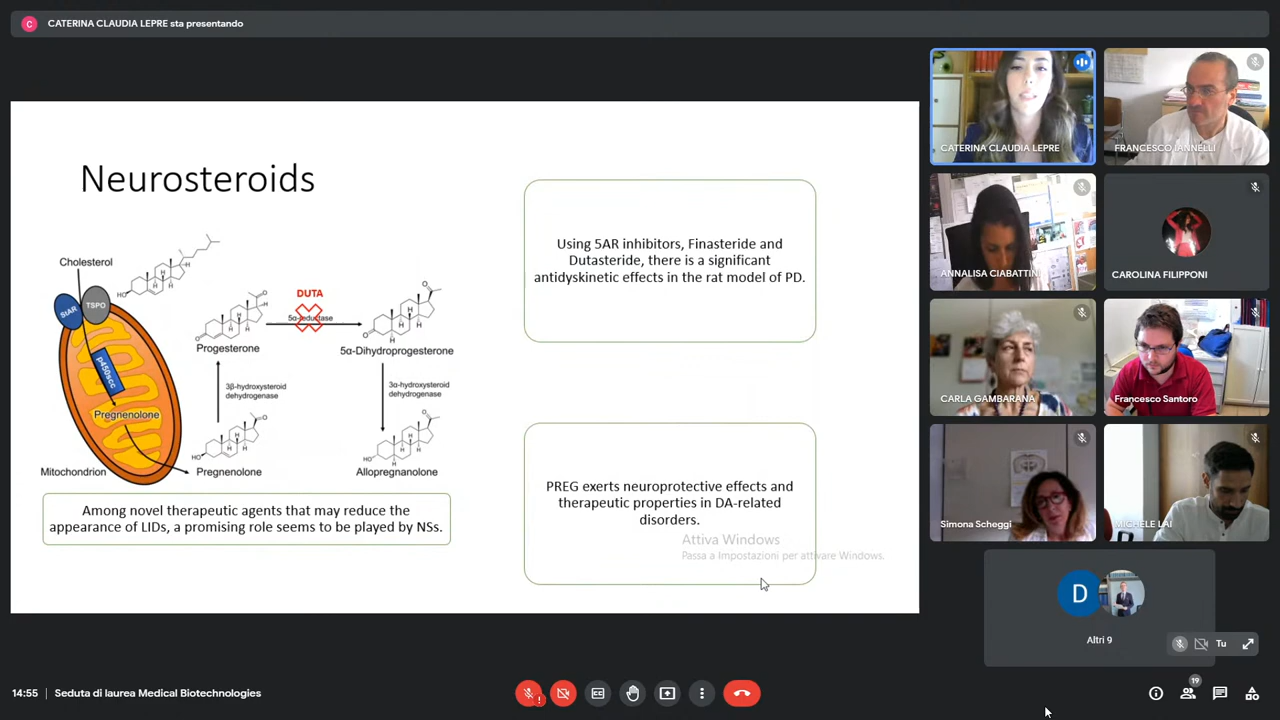 C
CATERINA CLAUDIA LEPRE sta presentando
Neurosteroids
Cholesterol
StAR
TSPO
p450scc
Pregnenolone
Mitochondrion
H
H
H
HO
Progesterone
3β-hydroxysteroid
dehydrogenase
Pregnenolone
DUTA
5α-reductase
5α-Dihydroprogesterone
3α-hydroxysteroid
dehydrogenase
Allopregnanolone
Among novel therapeutic agents that may reduce the
appearance of LIDs, a promising role seems to be played by NSs.
Using 5AR inhibitors, Finasteride and
Dutasteride, there is a significant
antidyskinetic effects in the rat model of PD.
PREG exerts neuroprotective effects and
therapeutic properties in DA-related
disorders.
Attiva Windows
Passa a Impostazioni per attivare Windows.
CATERINA CLAUDIA LEPRE
FRANCESCO IANNELLI
ANNALISA CIABATTINI
CAROLINA FILIPPONI
CARLA GAMBARANA
Francesco Santoro
Simona Scheggi
MICHELE LAI
D
Altri 9
Tu
14:55
Seduta di laurea Medical Biotechnologies
19